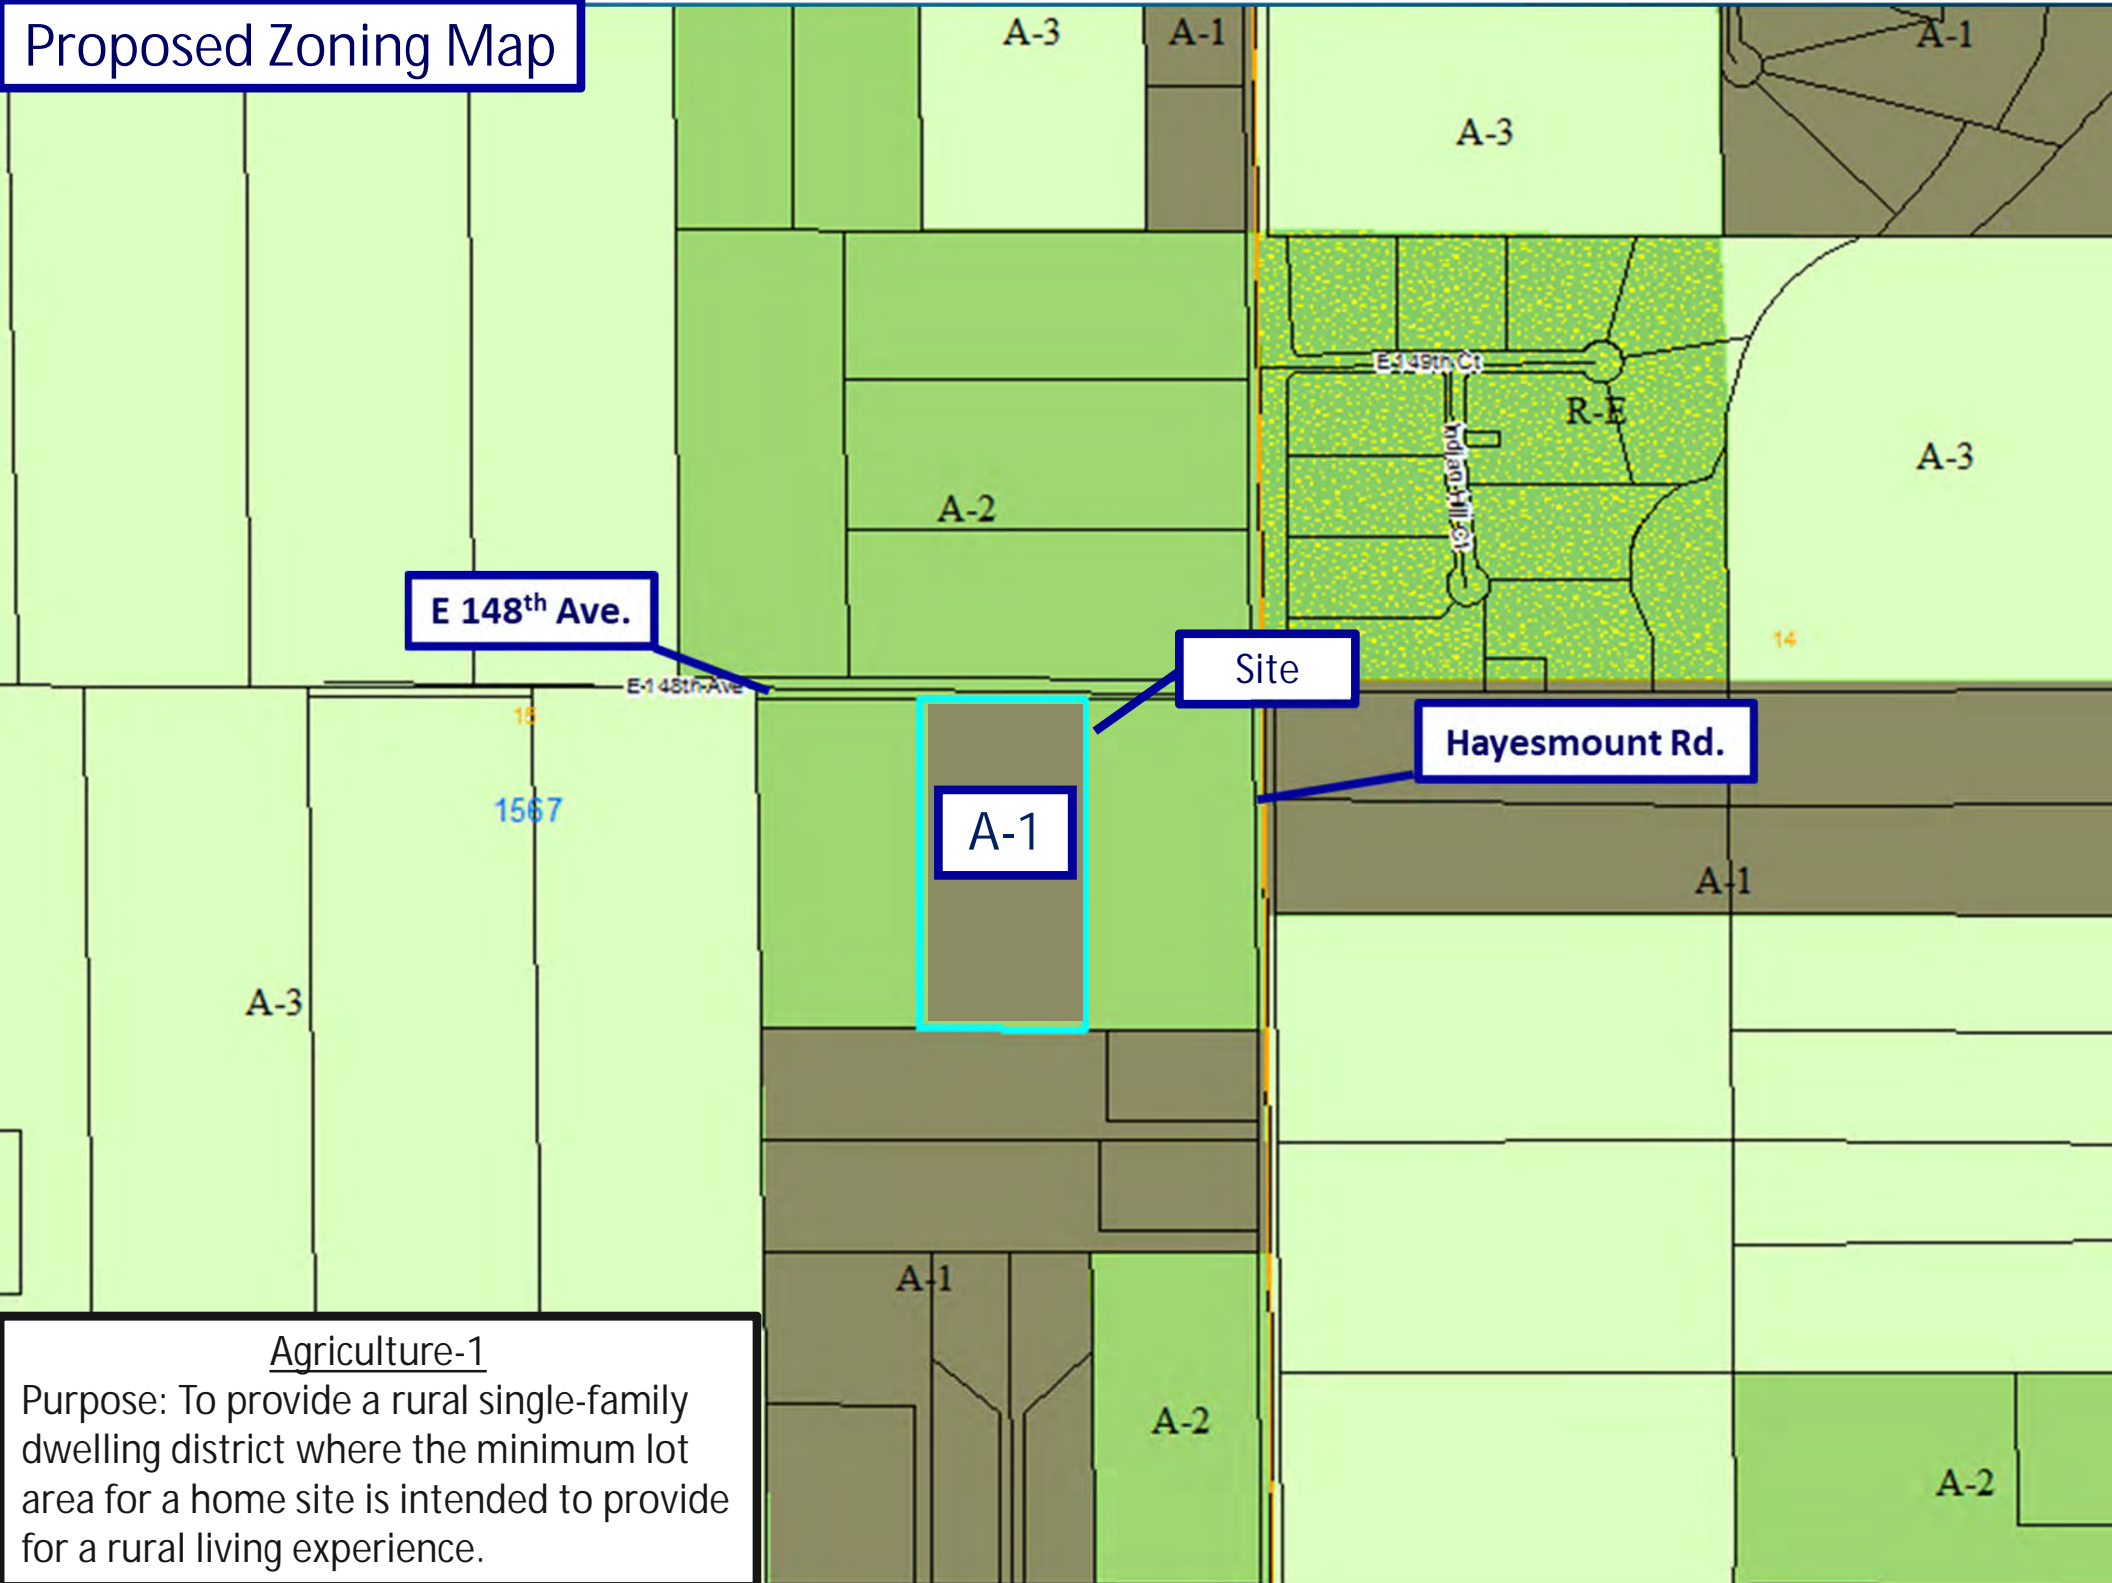 Proposed Zoning Map
A-3
A-1
A-1
A-3
E 149th Ct
R-E
Indian Hill Ct
A-3
A-2
E 148th Ave.
14
Site
E 148th Ave
15
Hayesmount Rd.
1567
A-1
A-1
A-3
A-1
A-2
A-2
Agriculture-1
Purpose: To provide a rural single-family
dwelling district where the minimum lot
area for a home site is intended to provide
for a rural living experience.